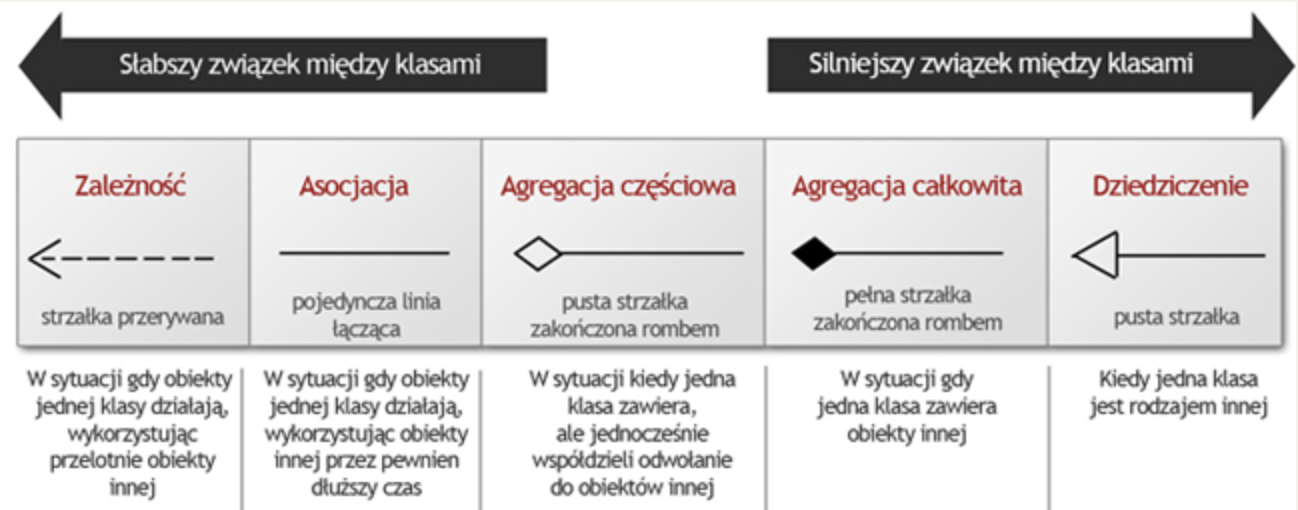 Słabszy związek między klasami
Silniejszy związek między klasami
Zależność
strzałka przerywana
Asocjacja
pojedyncza linia
łącząca
Agregacja częściowa
pusta strzałka
zakończona rombem
Agregacja całkowita
pełna strzałka
zakończona rombem
Dziedziczenie
pusta strzałka
W sytuacji gdy obiekty
jednej klasy działają,
wykorzystując
przelotnie obiekty
innej
W sytuacji gdy obiekty
jednej klasy działają,
wykorzystując obiekty
innej przez pewnien
dłuższy czas
W sytuacji kiedy jedna
klasa zawiera,
ale jednocześnie
współdzieli odwołanie
do obiektów innej
W sytuacji gdy
jedna klasa zawiera
obiekty innej
Kiedy jedna klasa
jest rodzajem innej